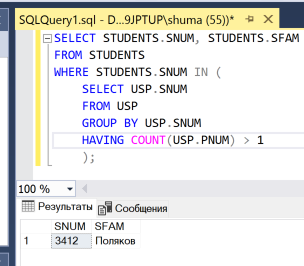 SQLQuery1.sql - D...9JPTUP\shuma (55))*
SELECT STUDENTS.SNUM, STUDENTS.SFAM
FROM STUDENTS
WHERE STUDENTS.SNUM IN (
SELECT USP.SNUM
FROM USP
GROUP BY USP.SNUM
HAVING COUNT(USP.PNUM) > 1
);
100 %
Результаты Сообщения
SNUM SFAM
1 3412 Поляков